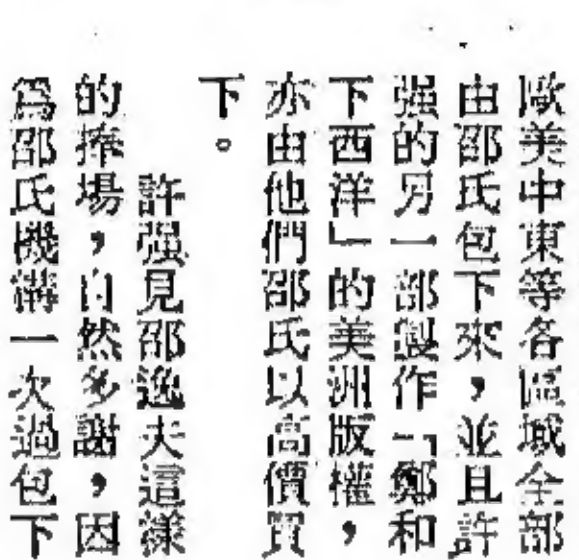 歐美中東等各區域全部
由邵氏包下來，並且許
强的另一部製作「鄭和
下西洋」的美洲版權，
亦由他們邵氏以高價買
下。
許强見邵逸夫這樣
的捧場，自然多謝，因
為邵氏機構一次過包下